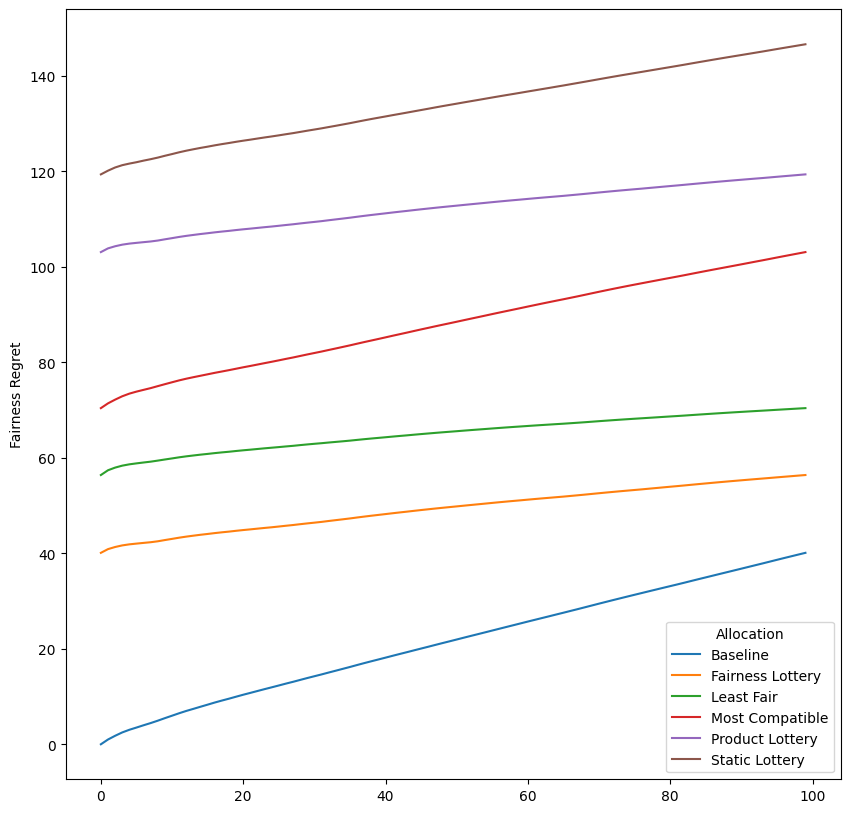 140
120
100
80
60
40
20
0
Fairness Regret
0 20 40 60 80 100
Allocation
Baseline
Fairness Lottery
Least Fair
Most Compatible
Product Lottery
Static Lottery